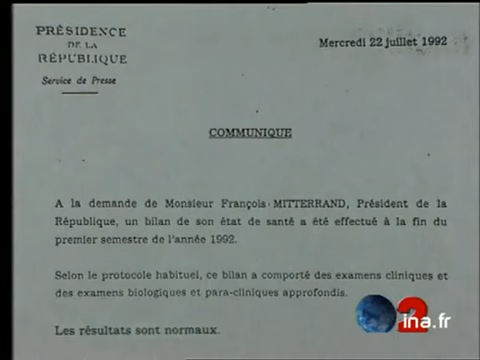 PRÉSIDENCE
DE LA
RÉPUBLIQUE
Service de Presse
Mercredi 22 juillet 1992
COMMUNIQUE
A la demande de Monsieur François MITTERRAND, Président de la
République, un bilan de son état de santé a été effectué à la fin du
premier semestre de l'année 1992.
Selon le protocole habituel, ce bilan a comporté des examens cliniques et
des examens biologiques et para-cliniques approfondis.
Les résultats sont normaux.
2
ina.fr